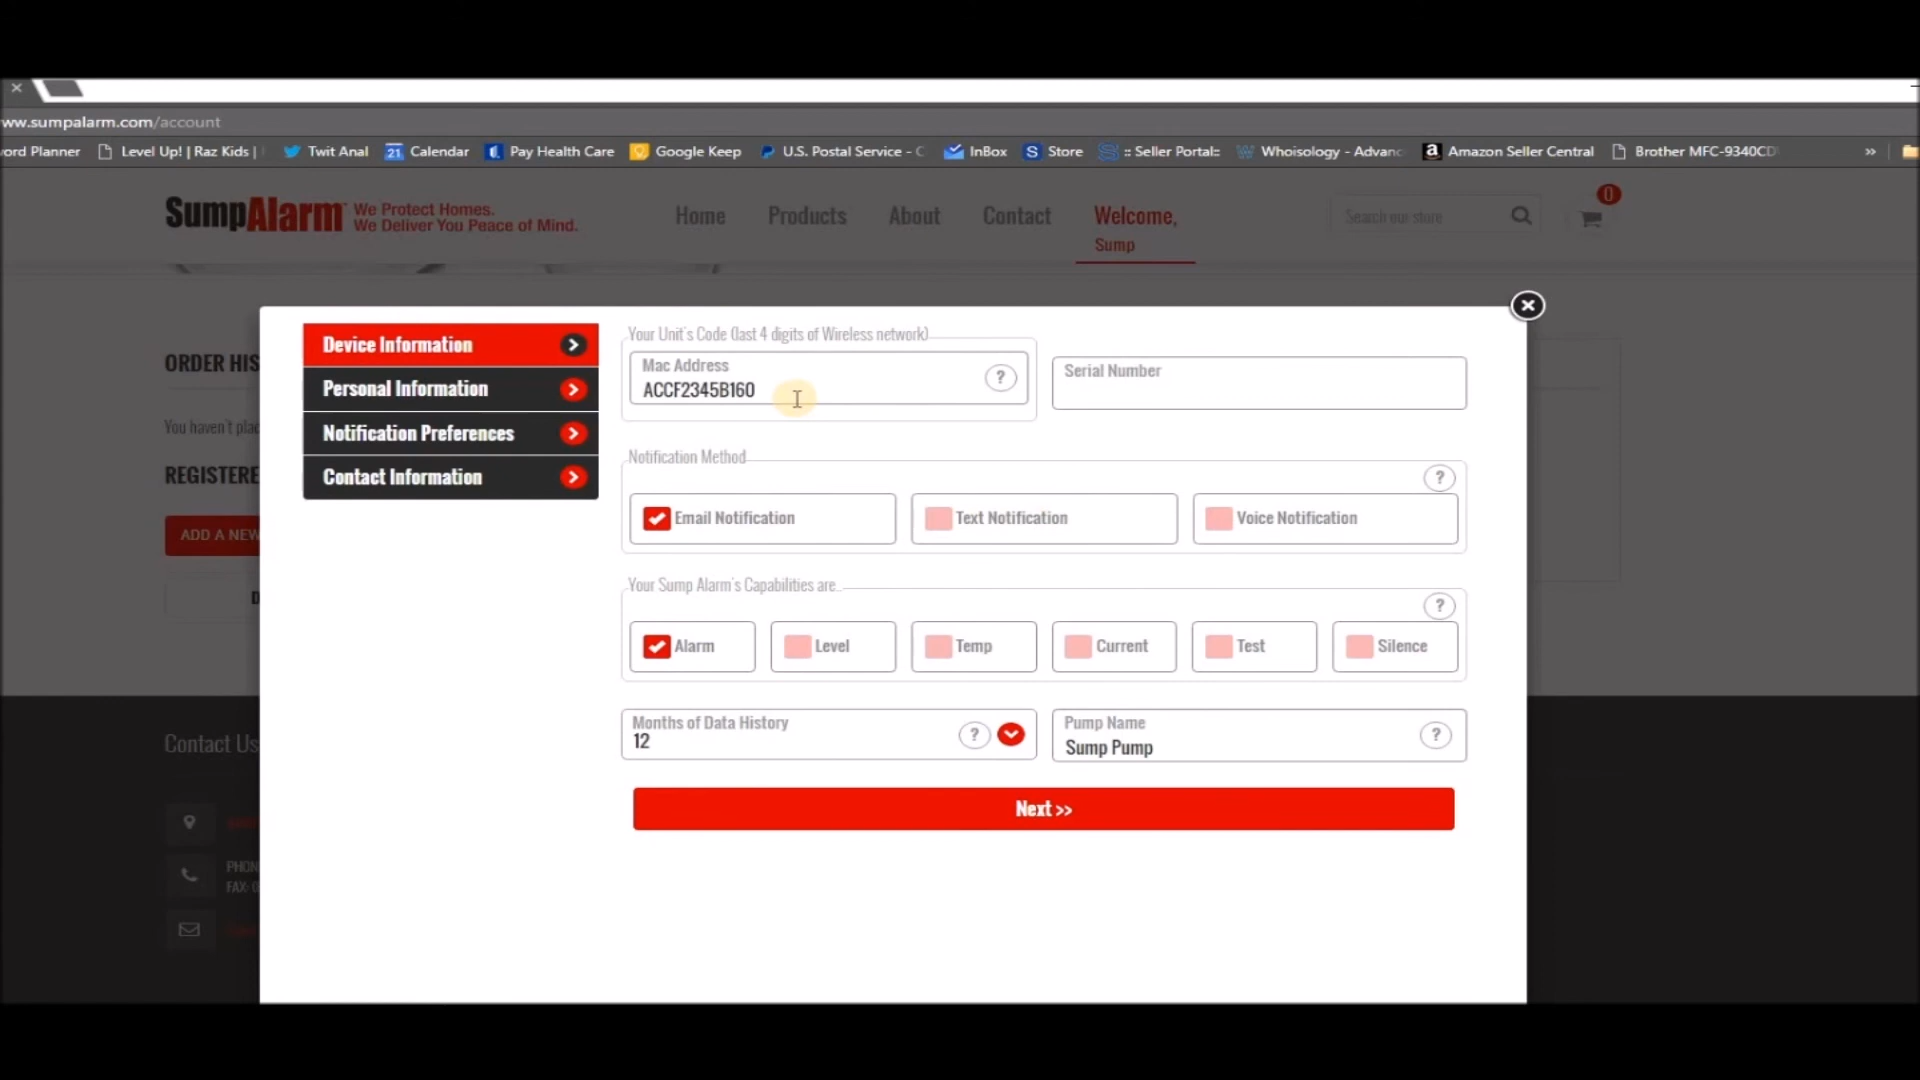 ww.sumpalarm.com/account
ord Planner
Level Up! | Raz Kids |
Twit Anal
21 Calendar
Pay Health Care
Google Keep
U.S. Postal Service - C
InBox
S Store
:: Seller Portal::
Whoisology - Advanc
a Amazon Seller Central
Brother MFC-9340CD
»
SumpAlarm™ We Protect Homes.
We Deliver You Peace of Mind.
Home
Products
About
Contact
Welcome,
Sump
Search our store
0
ORDER HIS
You haven't plac
REGISTERE
ADD A NEW
D
Device Information
Personal Information
Notification Preferences
Contact Information
Your Unit's Code (last 4 digits of Wireless network)
Mac Address
ACCF2345B160
?
Serial Number
Notification Method
?
Email Notification
Text Notification
Voice Notification
Your Sump Alarm's Capabilities are..
?
Alarm
Level
Temp
Current
Test
Silence
Months of Data History
12
?
Pump Name
Sump Pump
?
Next >>
Contact Us
PHON
FAX: